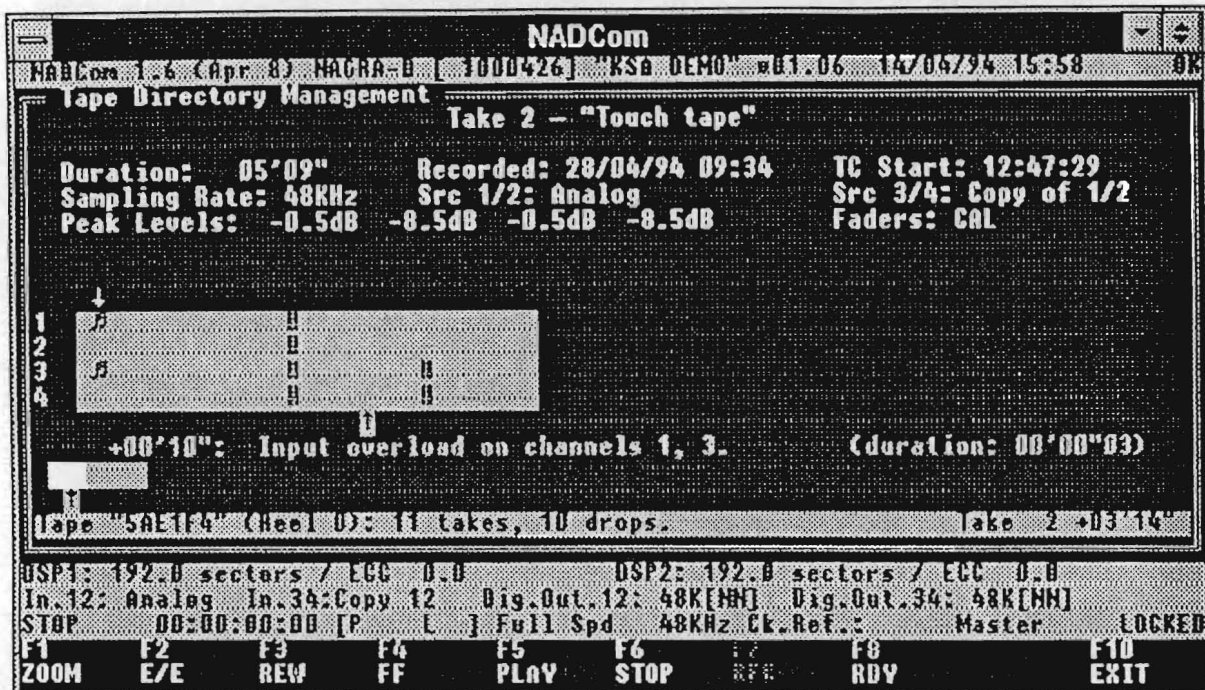 NADCom
NADCom 1.6 (Apr 8) NAGRA-D [ 1000426] "KSA DEMO" 01.06 14/04/94 15:58 OK
Tape Directory Management
Take 2 – "Touch tape"
Duration: 05'09" Recorded: 28/04/94 09:34 TC Start: 12:47:29
Sampling Rate: 48KHz Src 1/2: Analog Src 3/4: Copy of 1/2
Peak Levels: -0.5dB -8.5dB -0.5dB -8.5dB Faders: CAL
1
2
3
4
+00'10": Input overload on channels 1, 3. (duration: 00'00"03)
Tape "5AE1F4" (Reel 0): 11 takes, 10 drops. Take 2 +03'14"
DSP1: 192.0 sectors / ECC 0.0 DSP2: 192.0 sectors / ECC 0.0
In.12: Analog In.34:Copy 12 Dig.Out.12: 48K[NN] Dig.Out.34: 48K[NN]
STOP 00:00:00:00 [P L ] Full Spd 48KHz Ck.Ref.: Master LOCKED
F1 F2 F3 F4 F5 F6 F7 F8 F10
ZOOM E/E REW FF PLAY STOP RDY EXIT